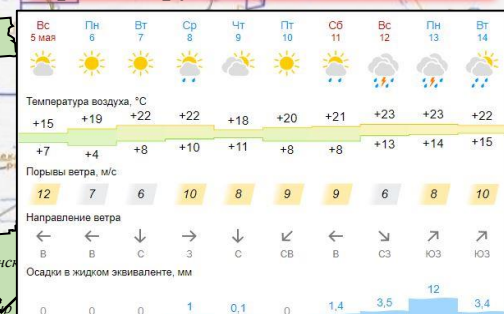 Вс Пн Вт Ср Чт Пт Сб Вс Пн Вт
5 мая 6 7 8 9 10 11 12 13 14
Температура воздуха, °C
+15 +19 +22 +22 +18 +20 +21 +23 +23 +22
+7 +4 +8 +10 +11 +8 +8 +13 +14 +15
Порывы ветра, м/с
12 7 6 10 8 9 9 6 8 10
Направление ветра
В В С З С СВ В СЗ ЮЗ ЮЗ
Осадки в жидком эквиваленте, мм
0 0 0 1 0,1 0 1,4 3,5 12 3,4